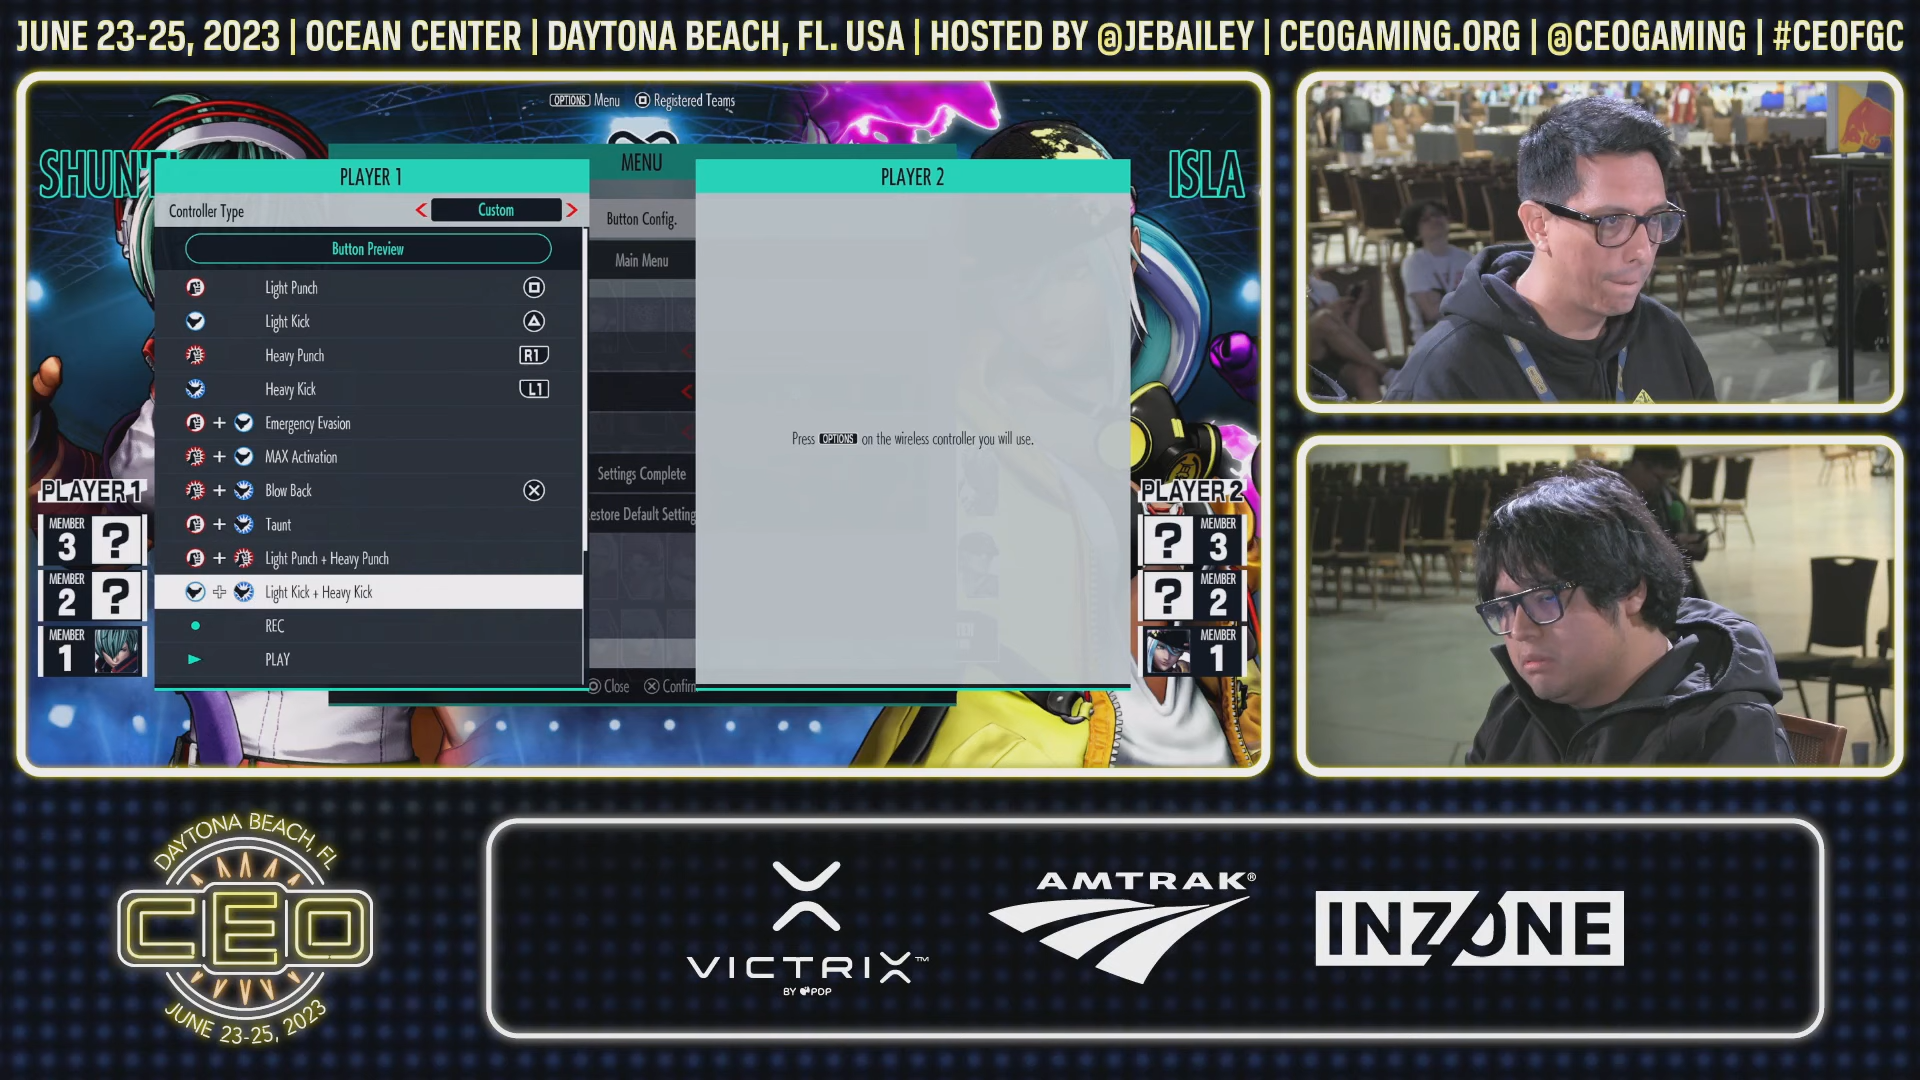 JUNE 23-25, 2023 | OCEAN CENTER | DAYTONA BEACH, FL. USA | HOSTED BY @JEBAILEY | CEOGAMING.ORG | @CEOGAMING | #CEOFGC
OPTIONS Menu Registered Teams
ISLA
MENU
PLAYER 1
PLAYER 2
Controller Type
Custom
Button Config.
Button Preview
Main Menu
Light Punch
Light Kick
Heavy Punch R1
Heavy Kick L1
+ Emergency Evasion
Press OPTIONS on the wireless controller you will use.
+ MAX Activation
Settings Complete
+ Blow Back
PLAYER 1
PLAYER 2
estore Default Setting
+ Taunt
MEMBER
3 ?
? MEMBER
3
+ Light Punch + Heavy Punch
MEMBER
2 ?
? MEMBER
2
+ Light Kick + Heavy Kick
REC
MEMBER
1
MEMBER
1
PLAY
Close Confirm
DAYTONA BEACH, FL
CEO
JUNE 23-25, 2023
VICTRIX™
BY PDP
AMTRAK®
INZONE